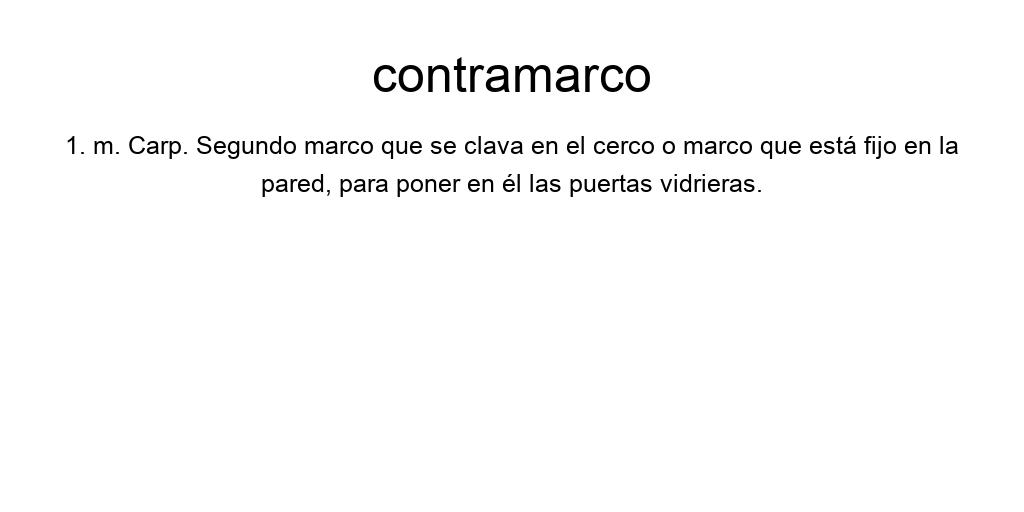 contramarco
1. m. Carp. Segundo marco que se clava en el cerco o marco que está fijo en la
pared, para poner en él las puertas vidrieras.